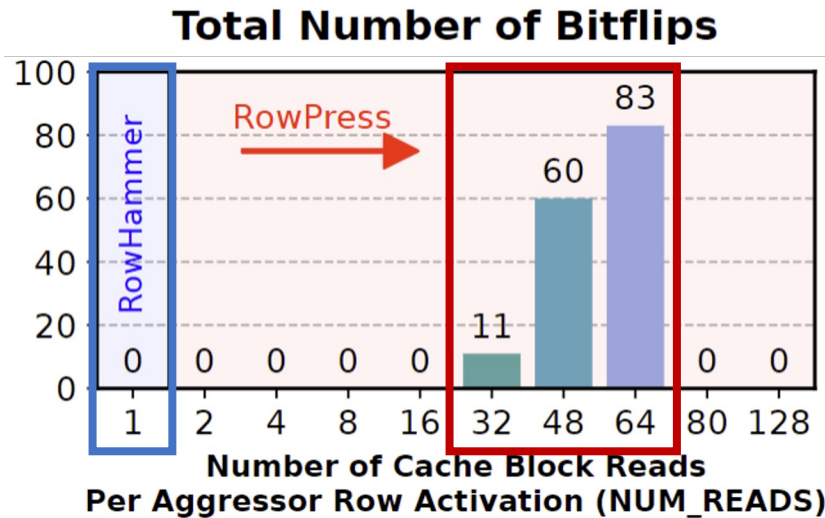 Total Number of Bitflips
100
80
60
40
20
0
RowHammer
RowPress
0 0 0 0 0 11 60 83 0 0
1 2 4 8 16 32 48 64 80 128
Number of Cache Block Reads
Per Aggressor Row Activation (NUM_READS)